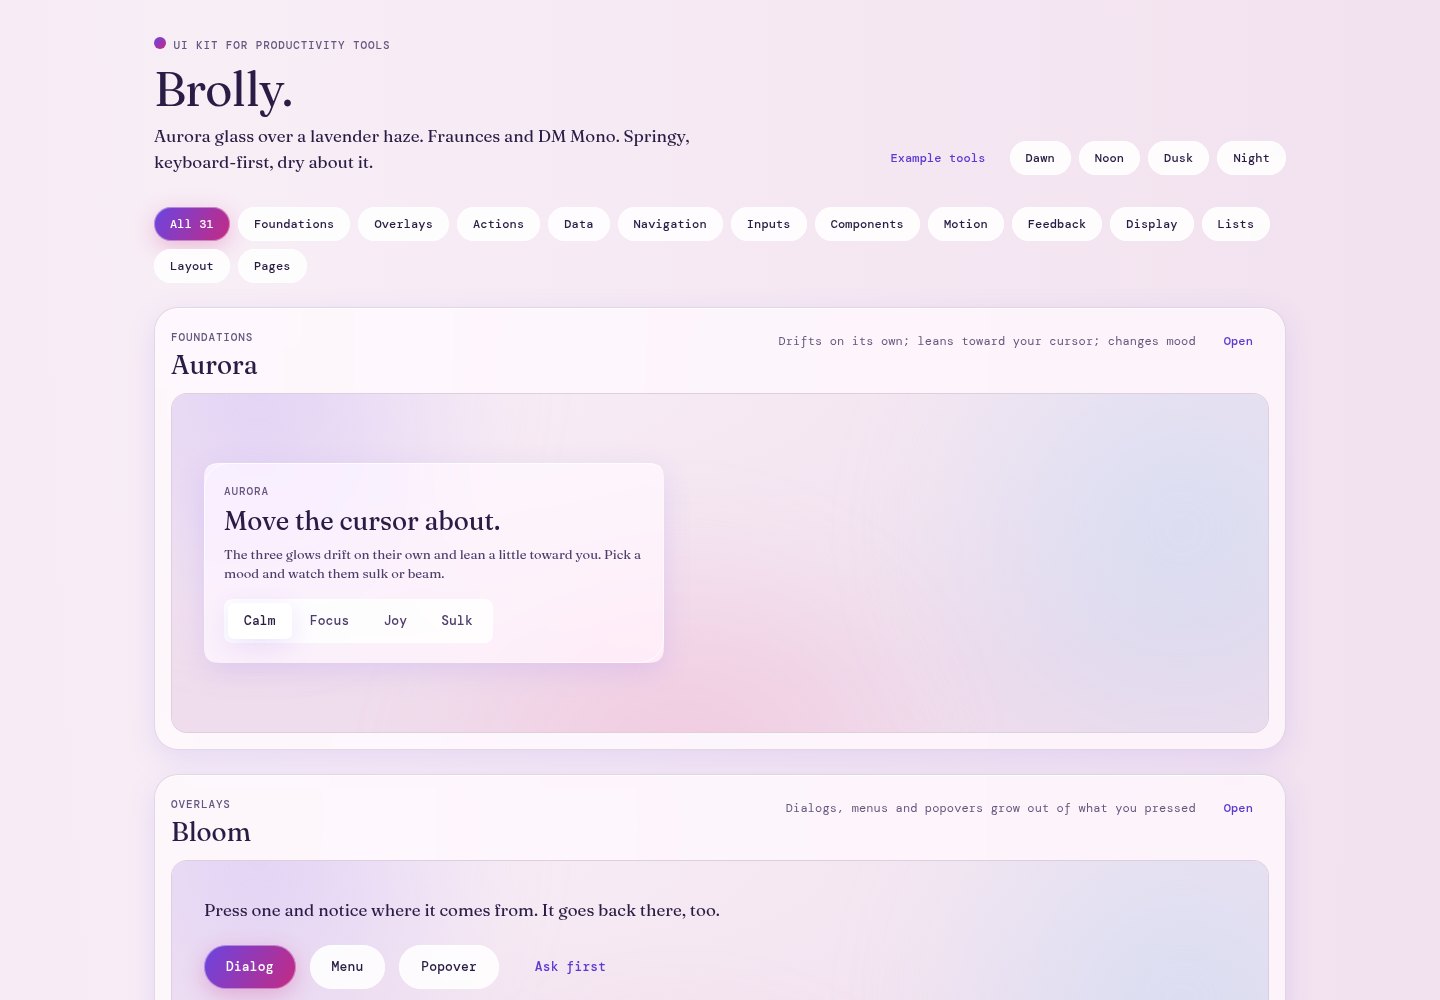 UI KIT FOR PRODUCTIVITY TOOLS
Brolly.
Aurora glass over a lavender haze. Fraunces and DM Mono. Springy,
keyboard-first, dry about it.
Example tools
Dawn
Noon
Dusk
Night
All 31
Foundations
Overlays
Actions
Data
Navigation
Inputs
Components
Motion
Feedback
Display
Lists
Layout
Pages
FOUNDATIONS
Aurora
Drifts on its own; leans toward your cursor; changes mood
Open
AURORA
Move the cursor about.
The three glows drift on their own and lean a little toward you. Pick a
mood and watch them sulk or beam.
Calm
Focus
Joy
Sulk
OVERLAYS
Bloom
Dialogs, menus and popovers grow out of what you pressed
Open
Press one and notice where it comes from. It goes back there, too.
Dialog
Menu
Popover
Ask first